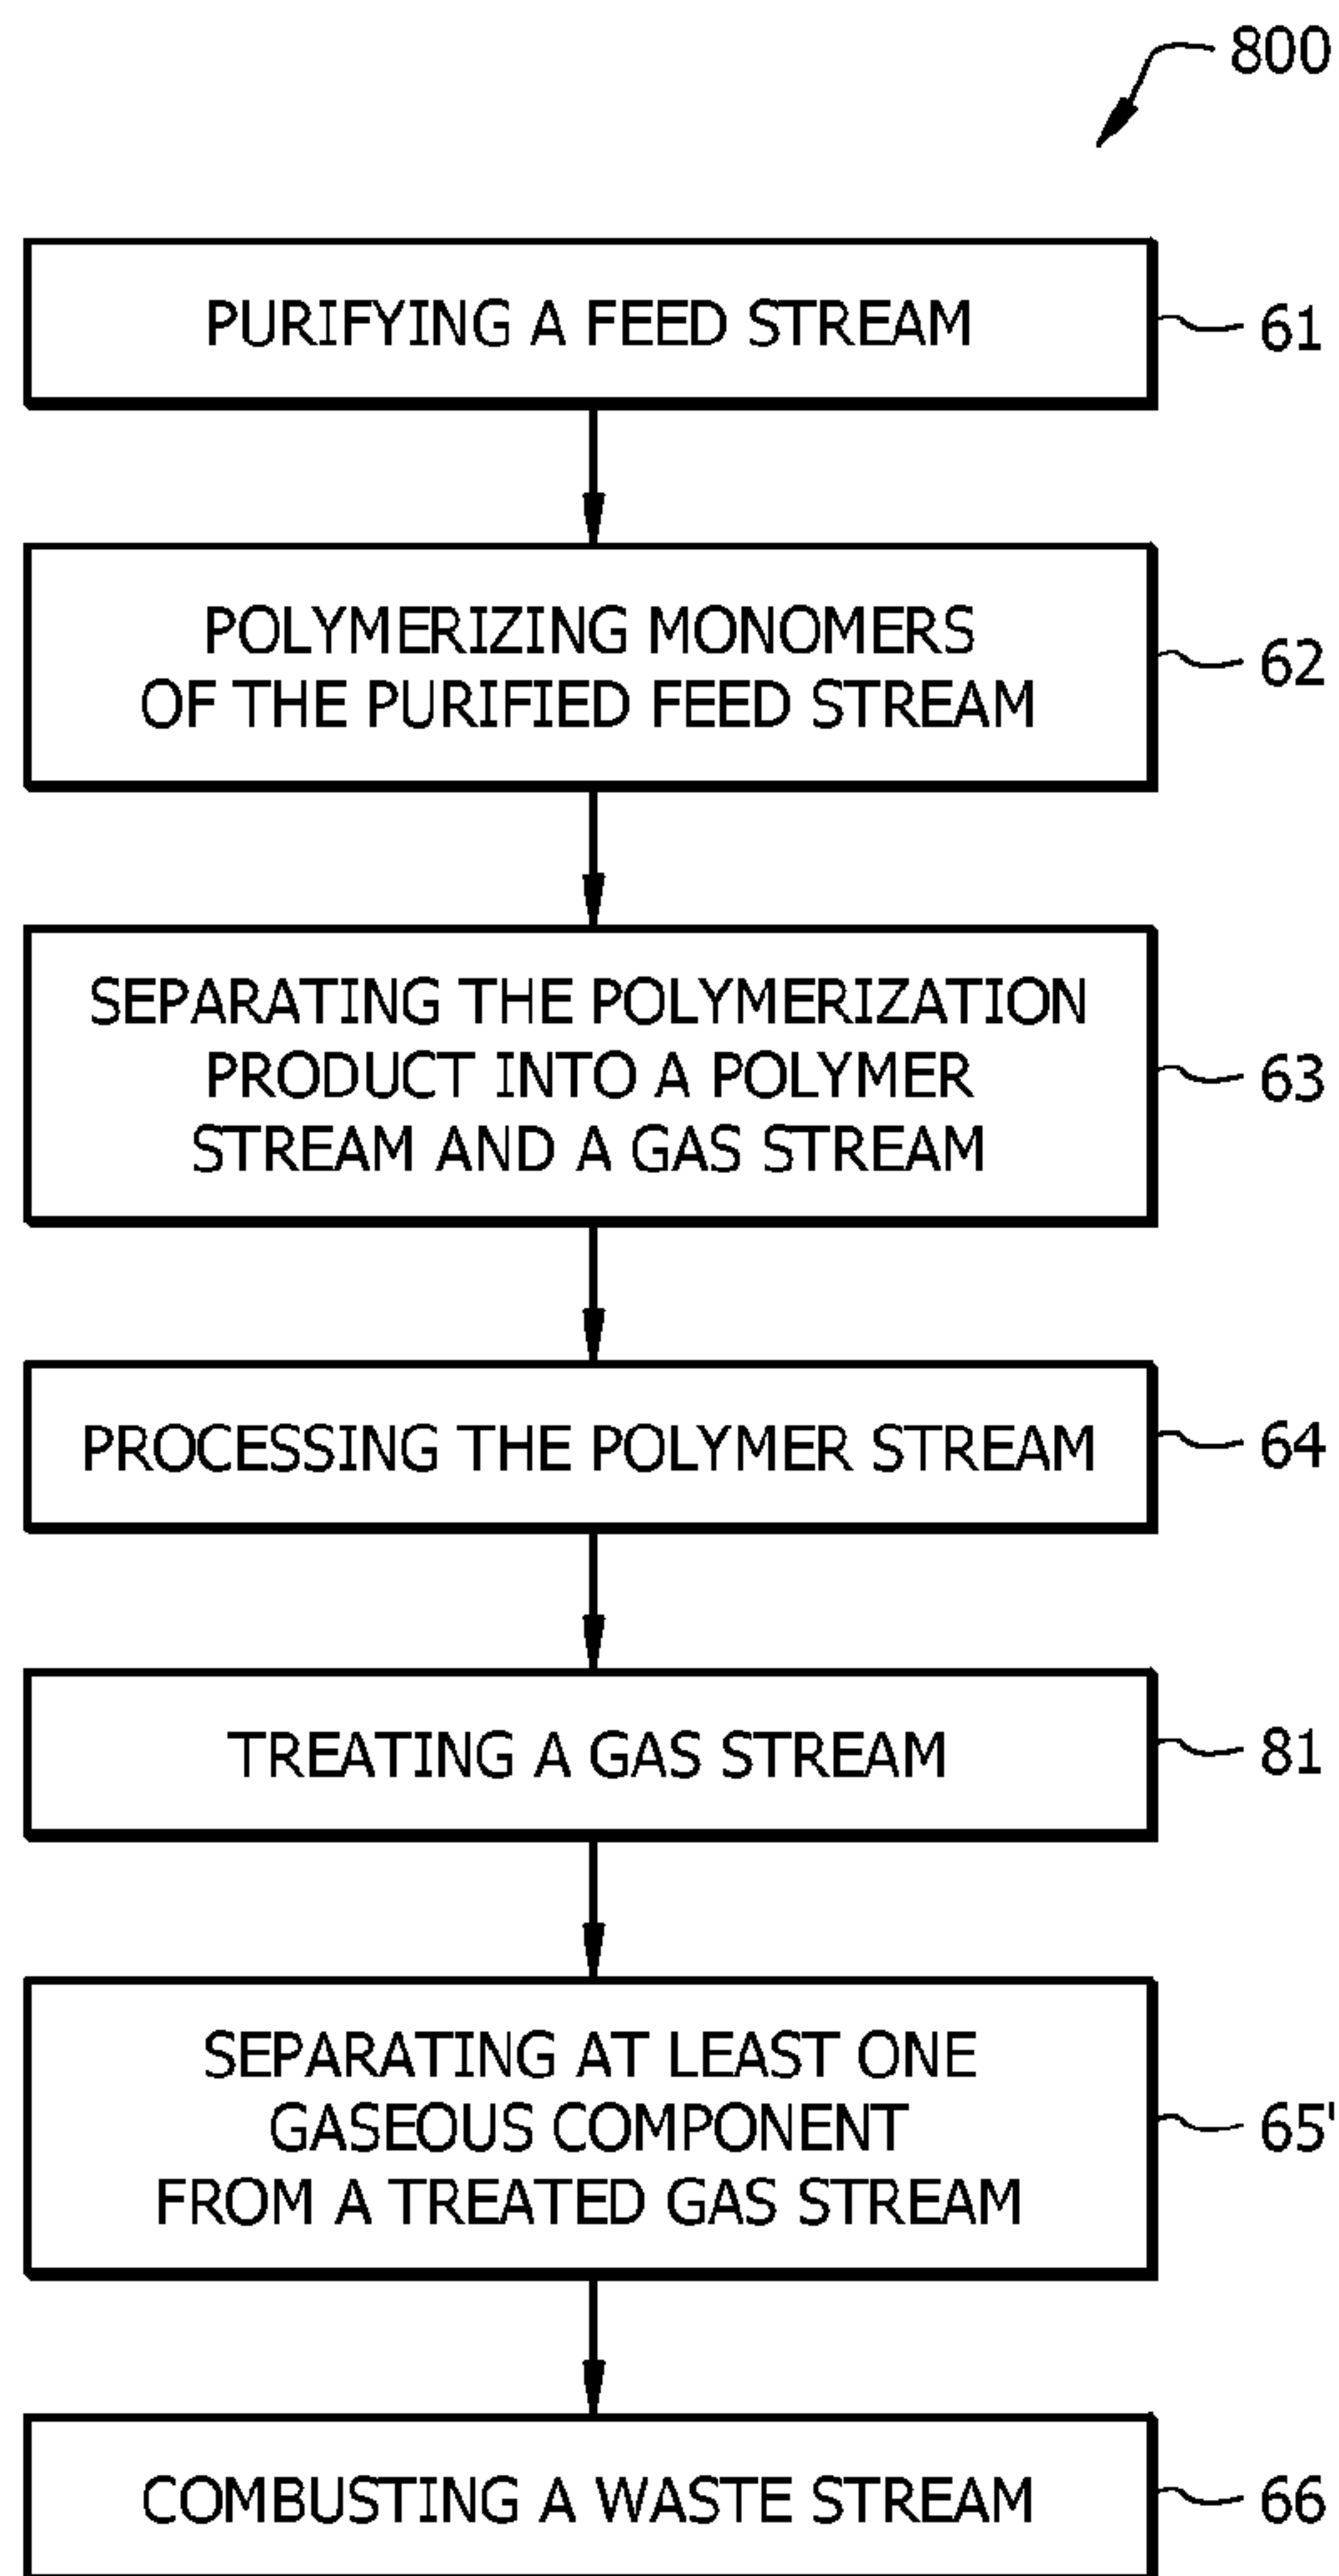 800
PURIFYING A FEED STREAM
61
POLYMERIZING MONOMERS
OF THE PURIFIED FEED STREAM
62
SEPARATING THE POLYMERIZATION
PRODUCT INTO A POLYMER
STREAM AND A GAS STREAM
63
PROCESSING THE POLYMER STREAM
64
TREATING A GAS STREAM
81
SEPARATING AT LEAST ONE
GASEOUS COMPONENT
FROM A TREATED GAS STREAM
65'
COMBUSTING A WASTE STREAM
66